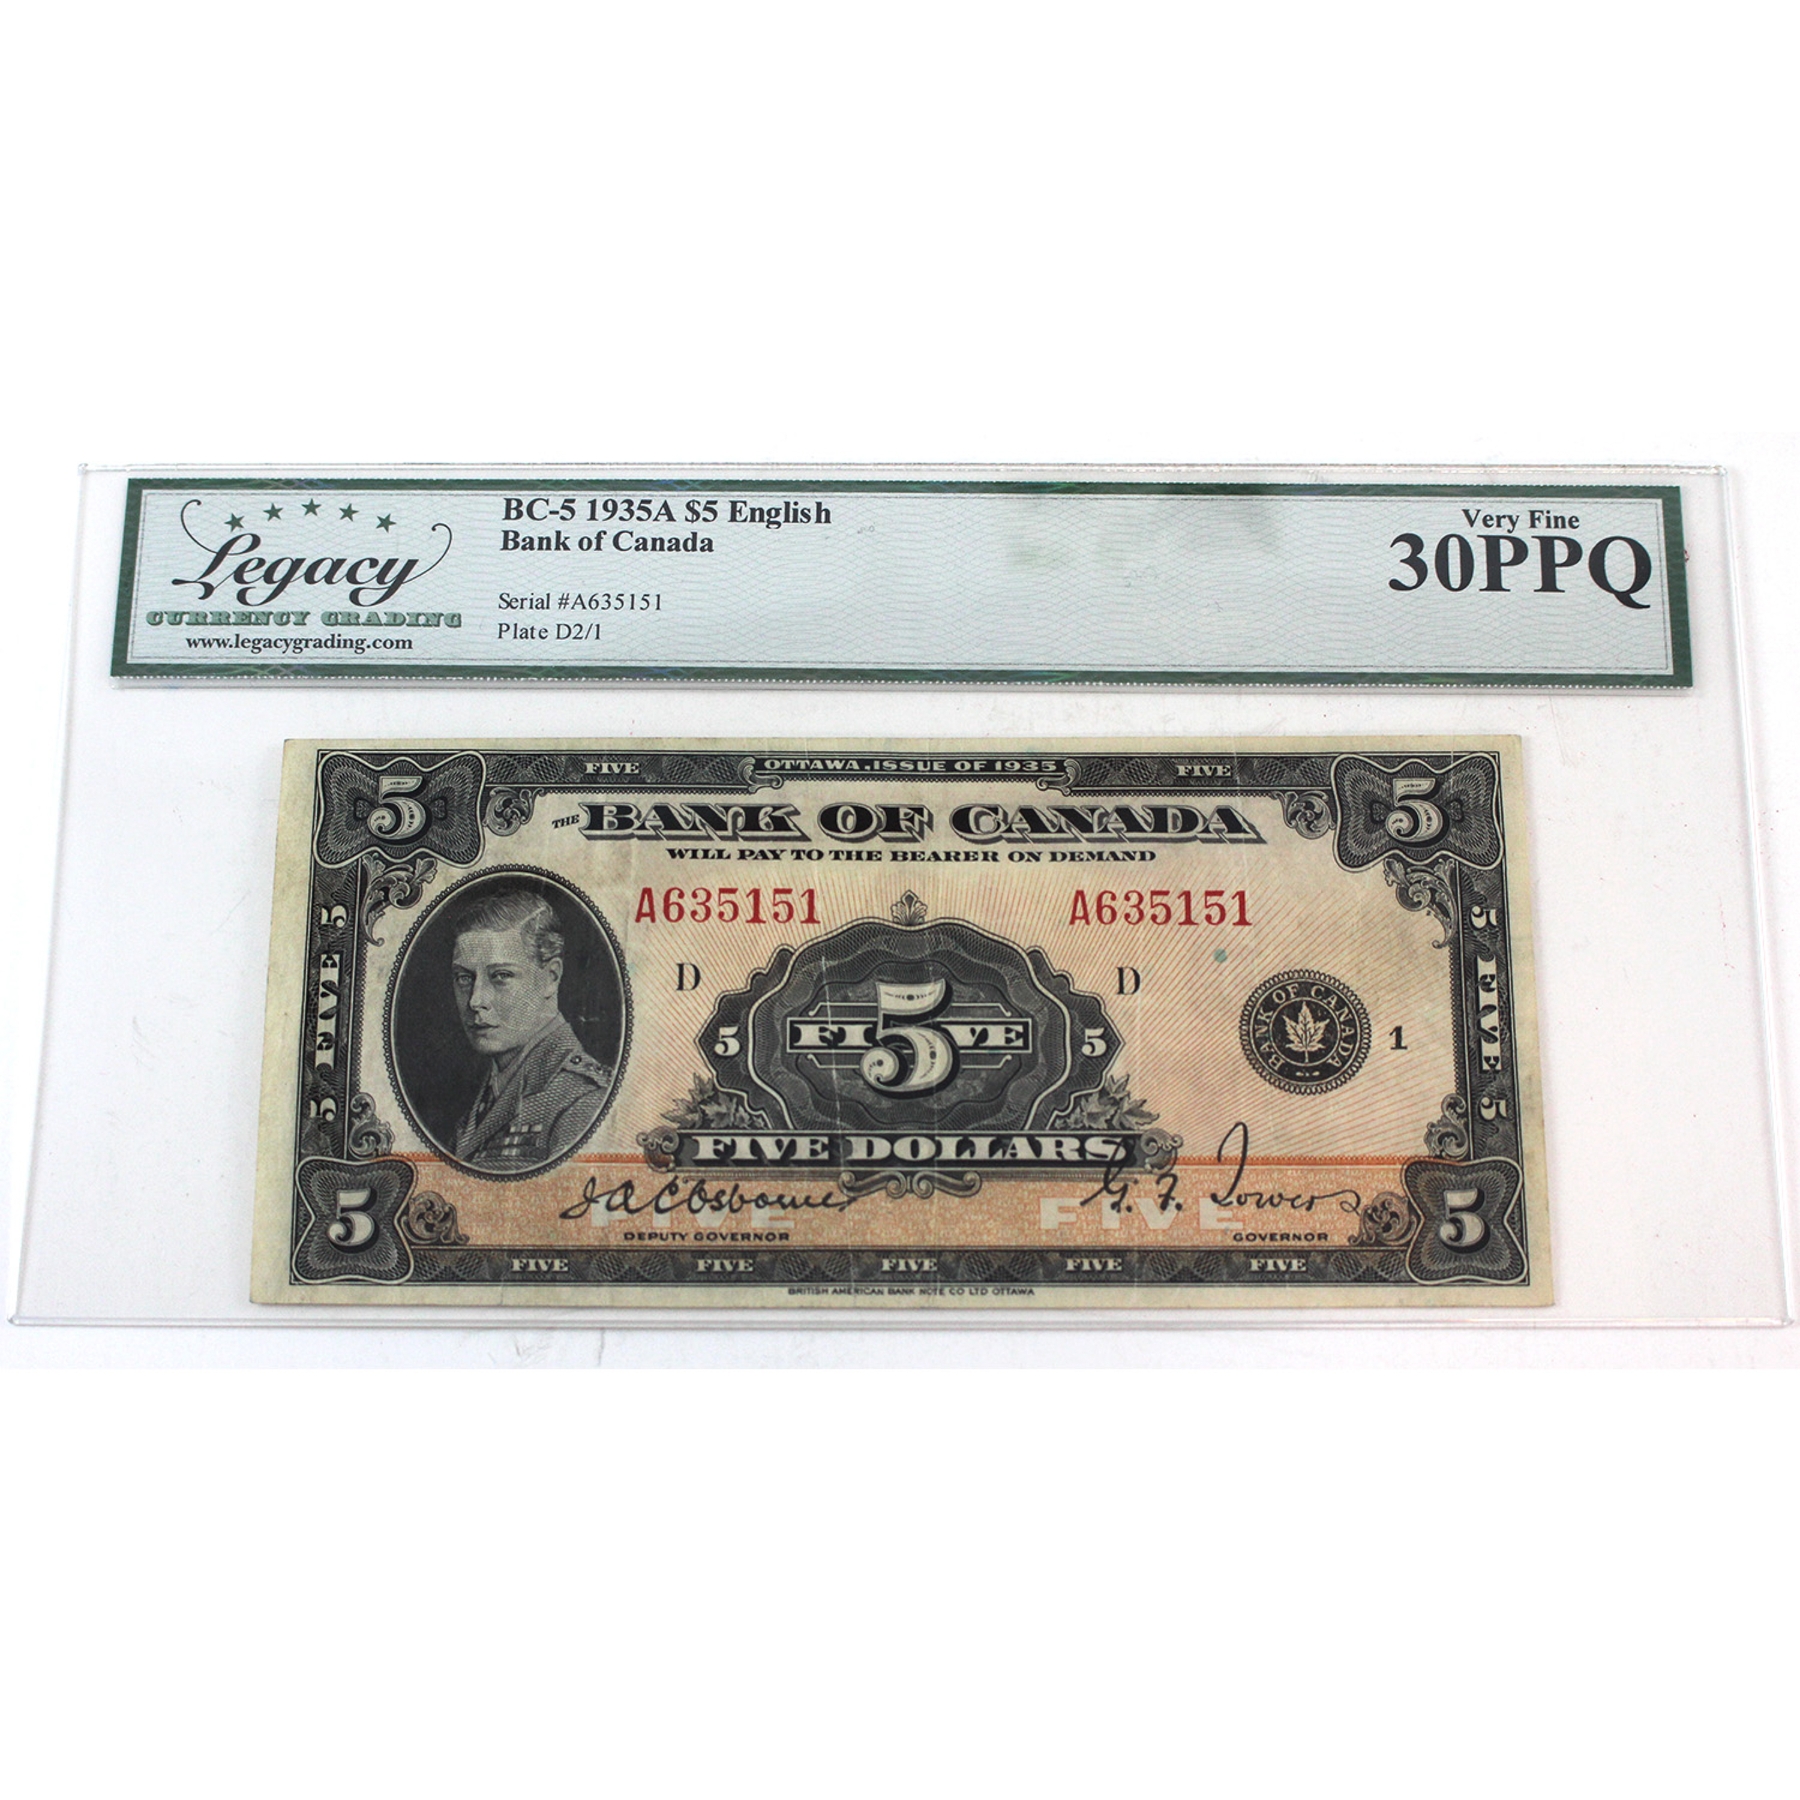 BC-5 1935A $5 English
Bank of Canada
Serial #A635151
Plate D2/1
Legacy
CURRENCY GRADING
www.legacygrading.com
Very Fine
30PPQ
5 FIVE OTTAWA, ISSUE OF 1935 FIVE 5
THE BANK OF CANADA
WILL PAY TO THE BEARER ON DEMAND
A635151 A635151
D D
5 FIVE 5
5 FIVE 5
5 FIVE 5
5
BANK OF CANADA
1
FIVE DOLLARS
FIVE FIVE
J.A.C. Osborne G. F. Towers
DEPUTY GOVERNOR GOVERNOR
5 FIVE FIVE FIVE FIVE FIVE 5
BRITISH AMERICAN BANK NOTE CO LTD OTTAWA